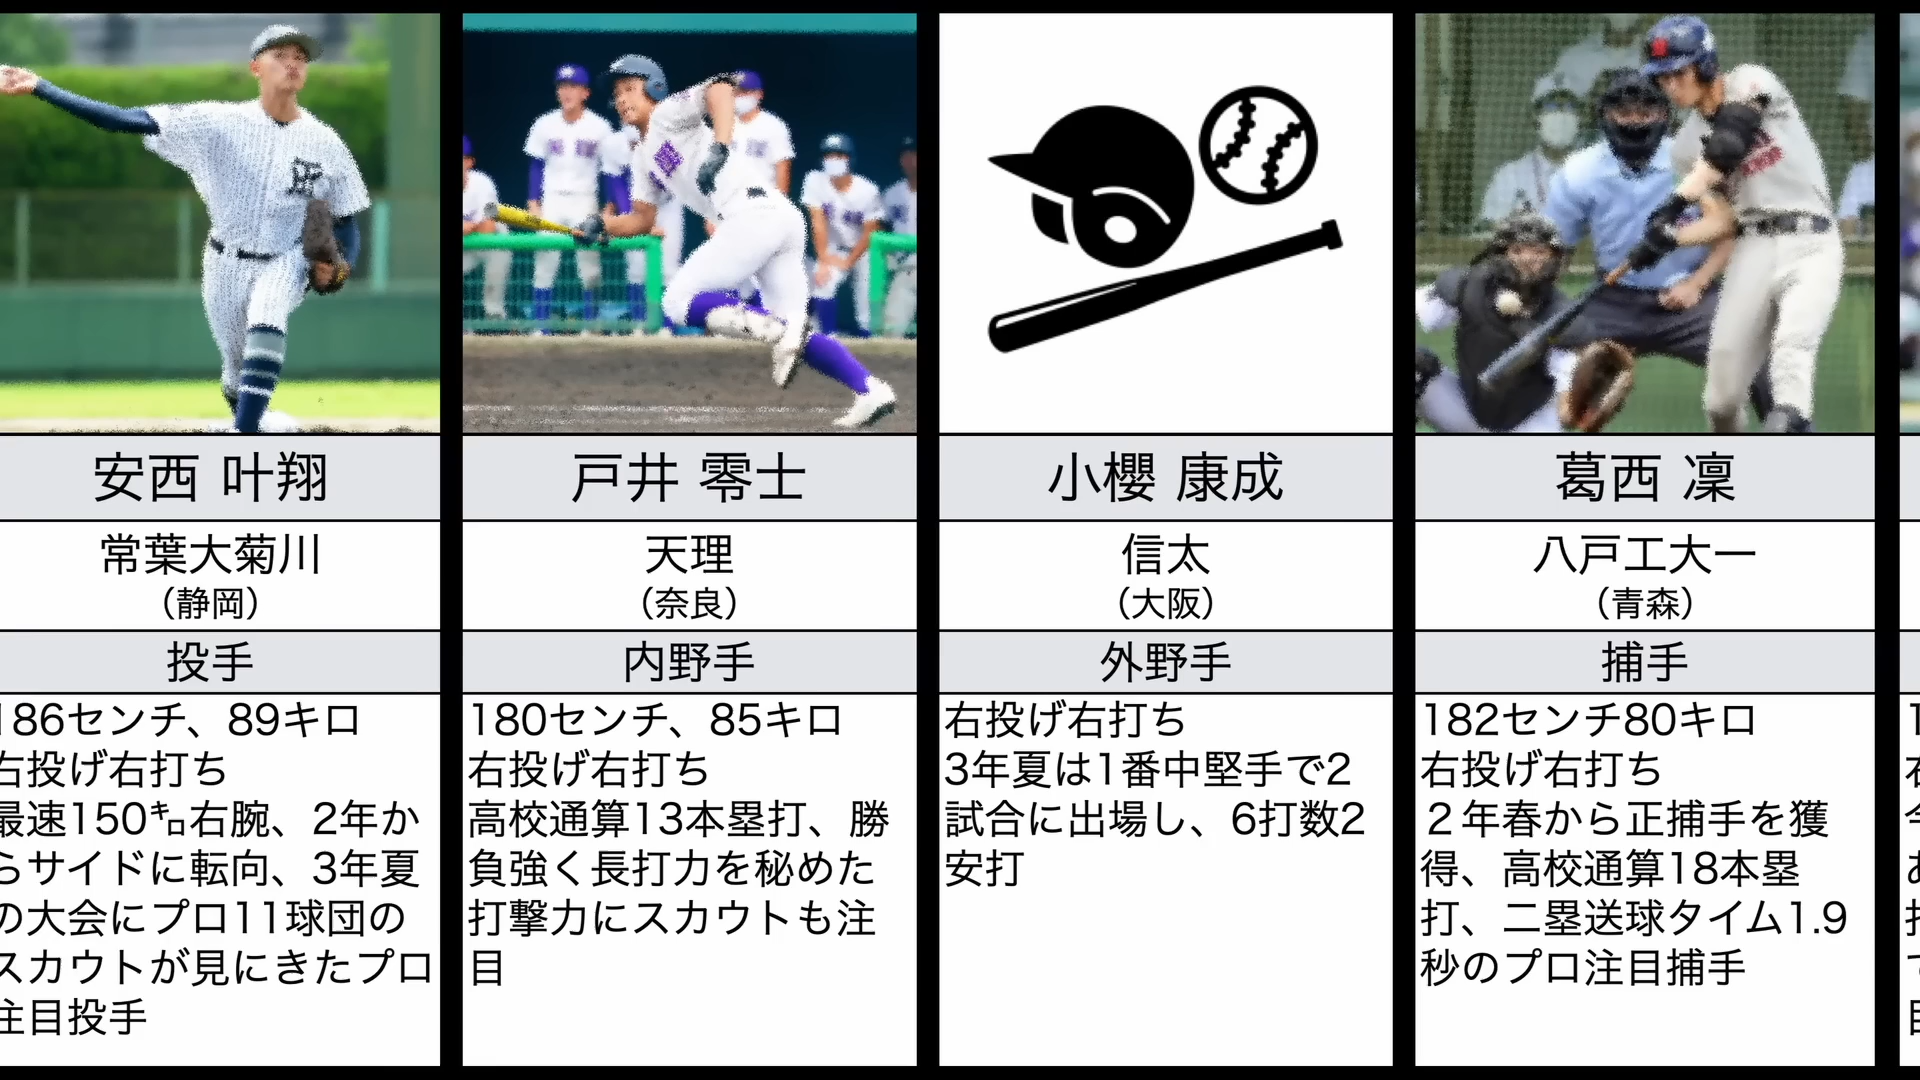 安西 叶翔
常葉大菊川
（静岡）
投手
186センチ、89キロ
右投げ右打ち
最速150㌔右腕、2年か
らサイドに転向、3年夏
の大会にプロ11球団の
スカウトが見にきたプロ
注目投手
戸井 零士
天理
（奈良）
内野手
180センチ、85キロ
右投げ右打ち
高校通算13本塁打、勝
負強く長打力を秘めた
打撃力にスカウトも注
目
小櫻 康成
信太
（大阪）
外野手
右投げ右打ち
3年夏は1番中堅手で2
試合に出場し、6打数2
安打
葛西 凜
八戸工大一
（青森）
捕手
182センチ80キロ
右投げ右打ち
２年春から正捕手を獲
得、高校通算18本塁
打、二塁送球タイム1.9
秒のプロ注目捕手